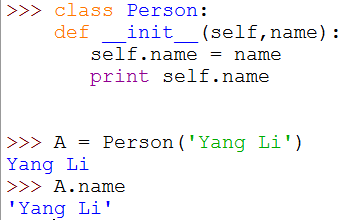 >>> class Person:
    def __init__(self,name):
       self.name = name
       print self.name
>>> A = Person('Yang Li')
Yang Li
>>> A.name
'Yang Li'